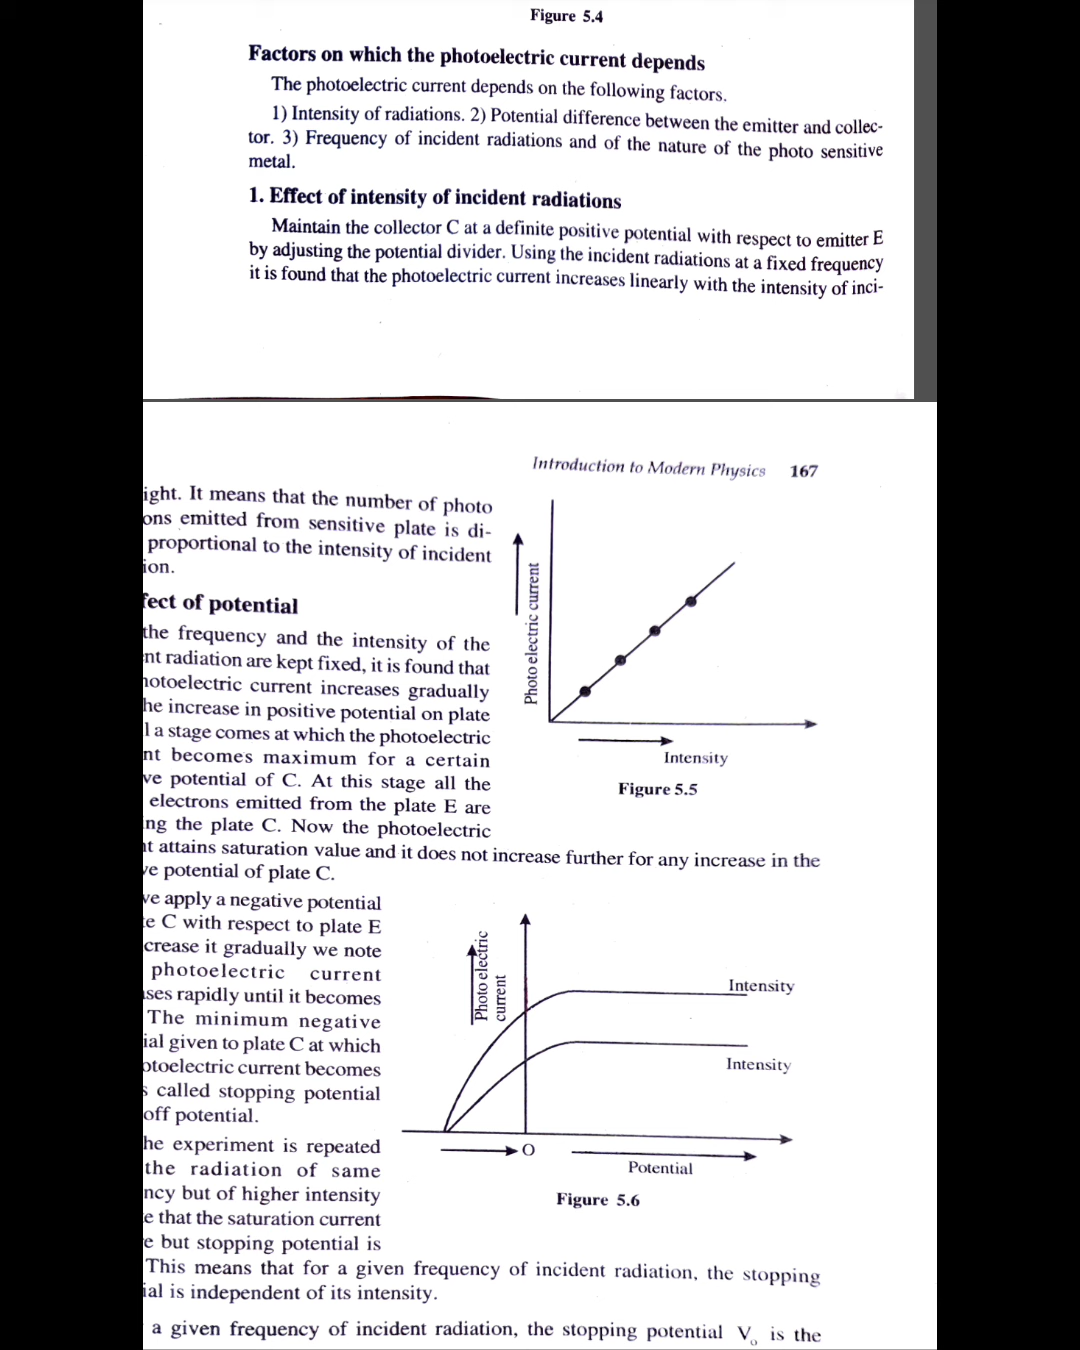 Figure 5.4
Factors on which the photoelectric current depends
The photoelectric current depends on the following factors.
1) Intensity of radiations. 2) Potential difference between the emitter and collec-
tor. 3) Frequency of incident radiations and of the nature of the photo sensitive
metal.
1. Effect of intensity of incident radiations
Maintain the collector C at a definite positive potential with respect to emitter E
by adjusting the potential divider. Using the incident radiations at a fixed frequency
it is found that the photoelectric current increases linearly with the intensity of inci-
Introduction to Modern Physics 167
ight. It means that the number of photo
ons emitted from sensitive plate is di-
proportional to the intensity of incident
ion.
fect of potential
the frequency and the intensity of the
nt radiation are kept fixed, it is found that
hotoelectric current increases gradually
he increase in positive potential on plate
l a stage comes at which the photoelectric
nt becomes maximum for a certain
ve potential of C. At this stage all the
electrons emitted from the plate E are
ng the plate C. Now the photoelectric
nt attains saturation value and it does not increase further for any increase in the
ve potential of plate C.
Photo electric current
Intensity
Figure 5.5
ve apply a negative potential
e C with respect to plate E
crease it gradually we note
photoelectric current
ases rapidly until it becomes
The minimum negative
ial given to plate C at which
otoelectric current becomes
s called stopping potential
off potential.
he experiment is repeated
the radiation of same
ncy but of higher intensity
e that the saturation current
e but stopping potential is
This means that for a given frequency of incident radiation, the stopping
ial is independent of its intensity.
Photo electric
current
Intensity
Intensity
O
Potential
Figure 5.6
a given frequency of incident radiation, the stopping potential V₀ is the